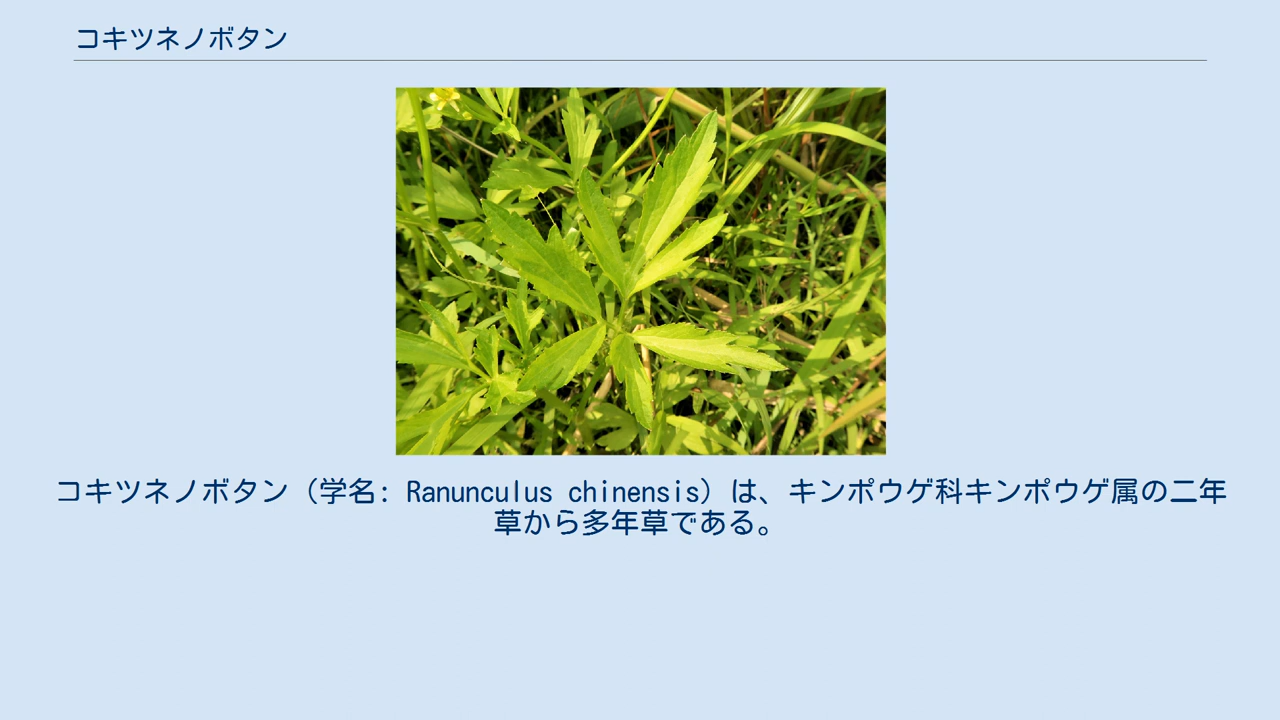 コキツネノボタン
コキツネノボタン（学名: Ranunculus chinensis）は、キンポウゲ科キンポウゲ属の二年
草から多年草である。